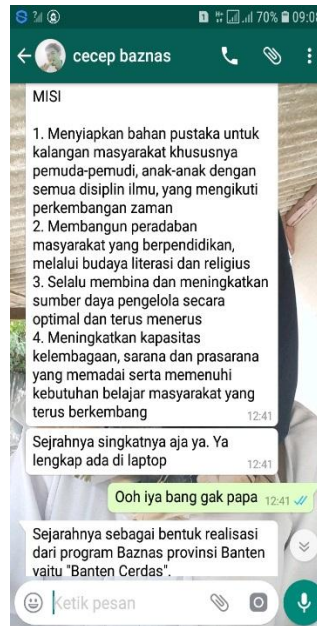 70% 09:08
cecep baznas
MISI
1. Menyiapkan bahan pustaka untuk
kalangan masyarakat khususnya
pemuda-pemudi, anak-anak dengan
semua disiplin ilmu, yang mengikuti
perkembangan zaman
2. Membangun peradaban
masyarakat yang berpendidikan,
melalui budaya literasi dan religius
3. Selalu membina dan meningkatkan
sumber daya pengelola secara
optimal dan terus menerus
4. Meningkatkan kapasitas
kelembagaan, sarana dan prasarana
yang memadai serta memenuhi
kebutuhan belajar masyarakat yang
terus berkembang
12:41
Sejrahnya singkatnya aja ya. Ya
lengkap ada di laptop
12:41
Ooh iya bang gak papa 12:41
Sejarahnya sebagai bentuk realisasi
dari program Baznas provinsi Banten
yaitu "Banten Cerdas".
Ketik pesan